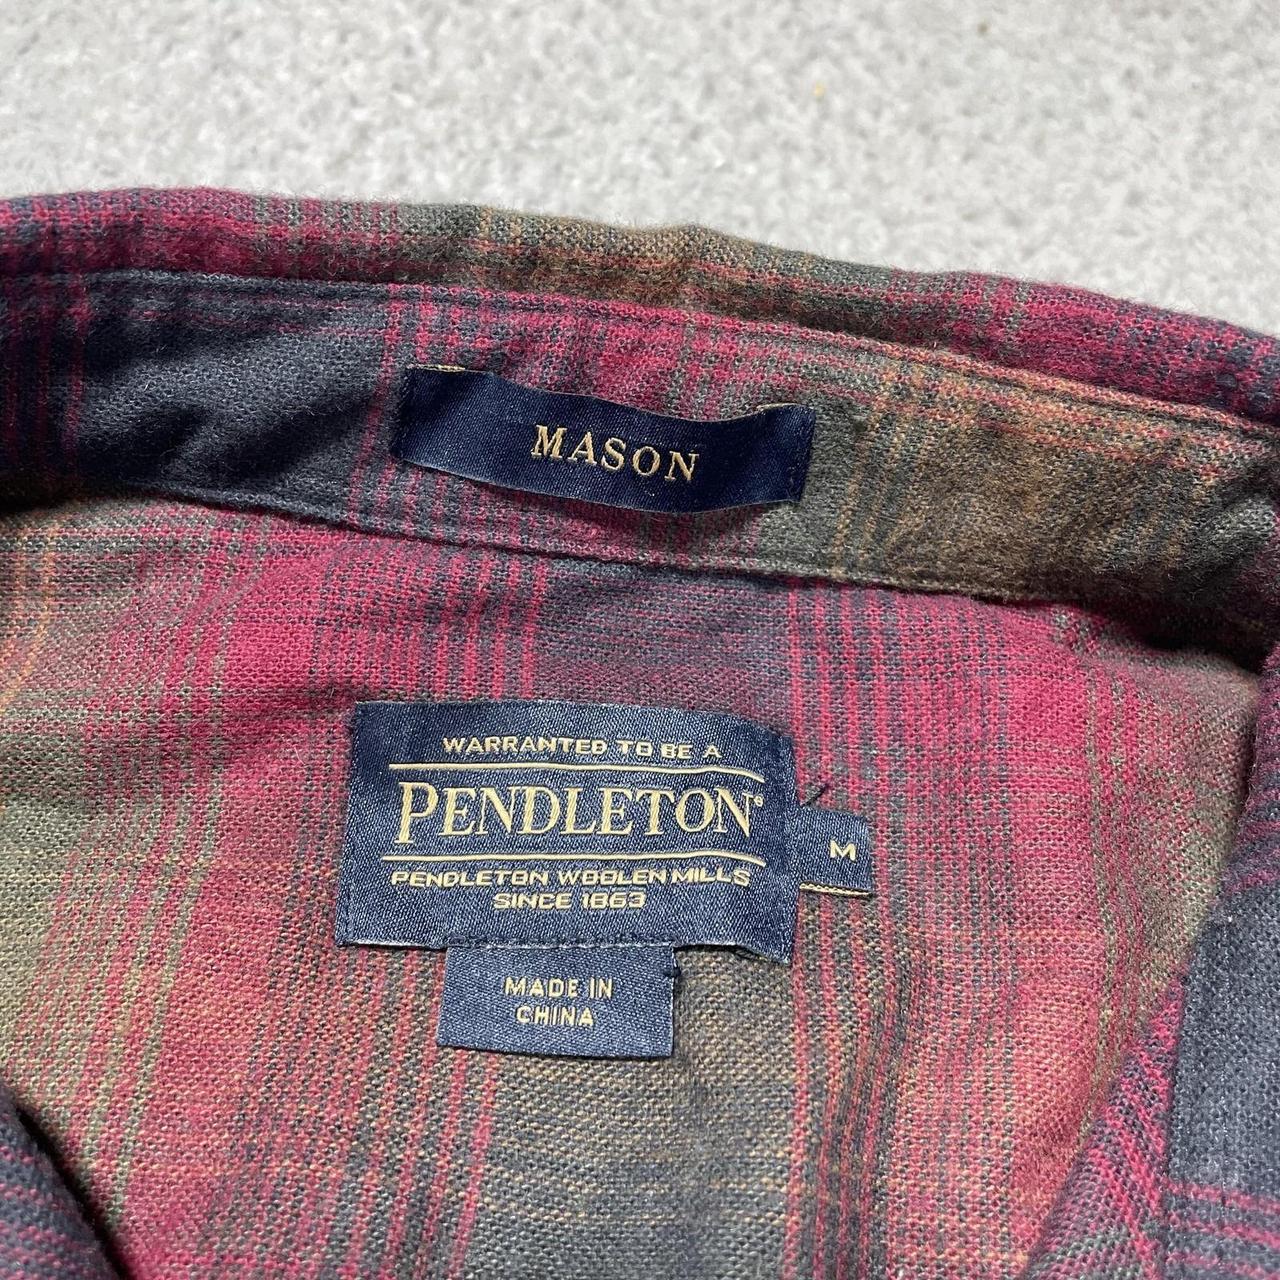 MASON
WARRANTED TO BE A
PENDLETON®
M
PENDLETON WOOLEN MILLS
SINCE 1863
MADE IN
CHINA